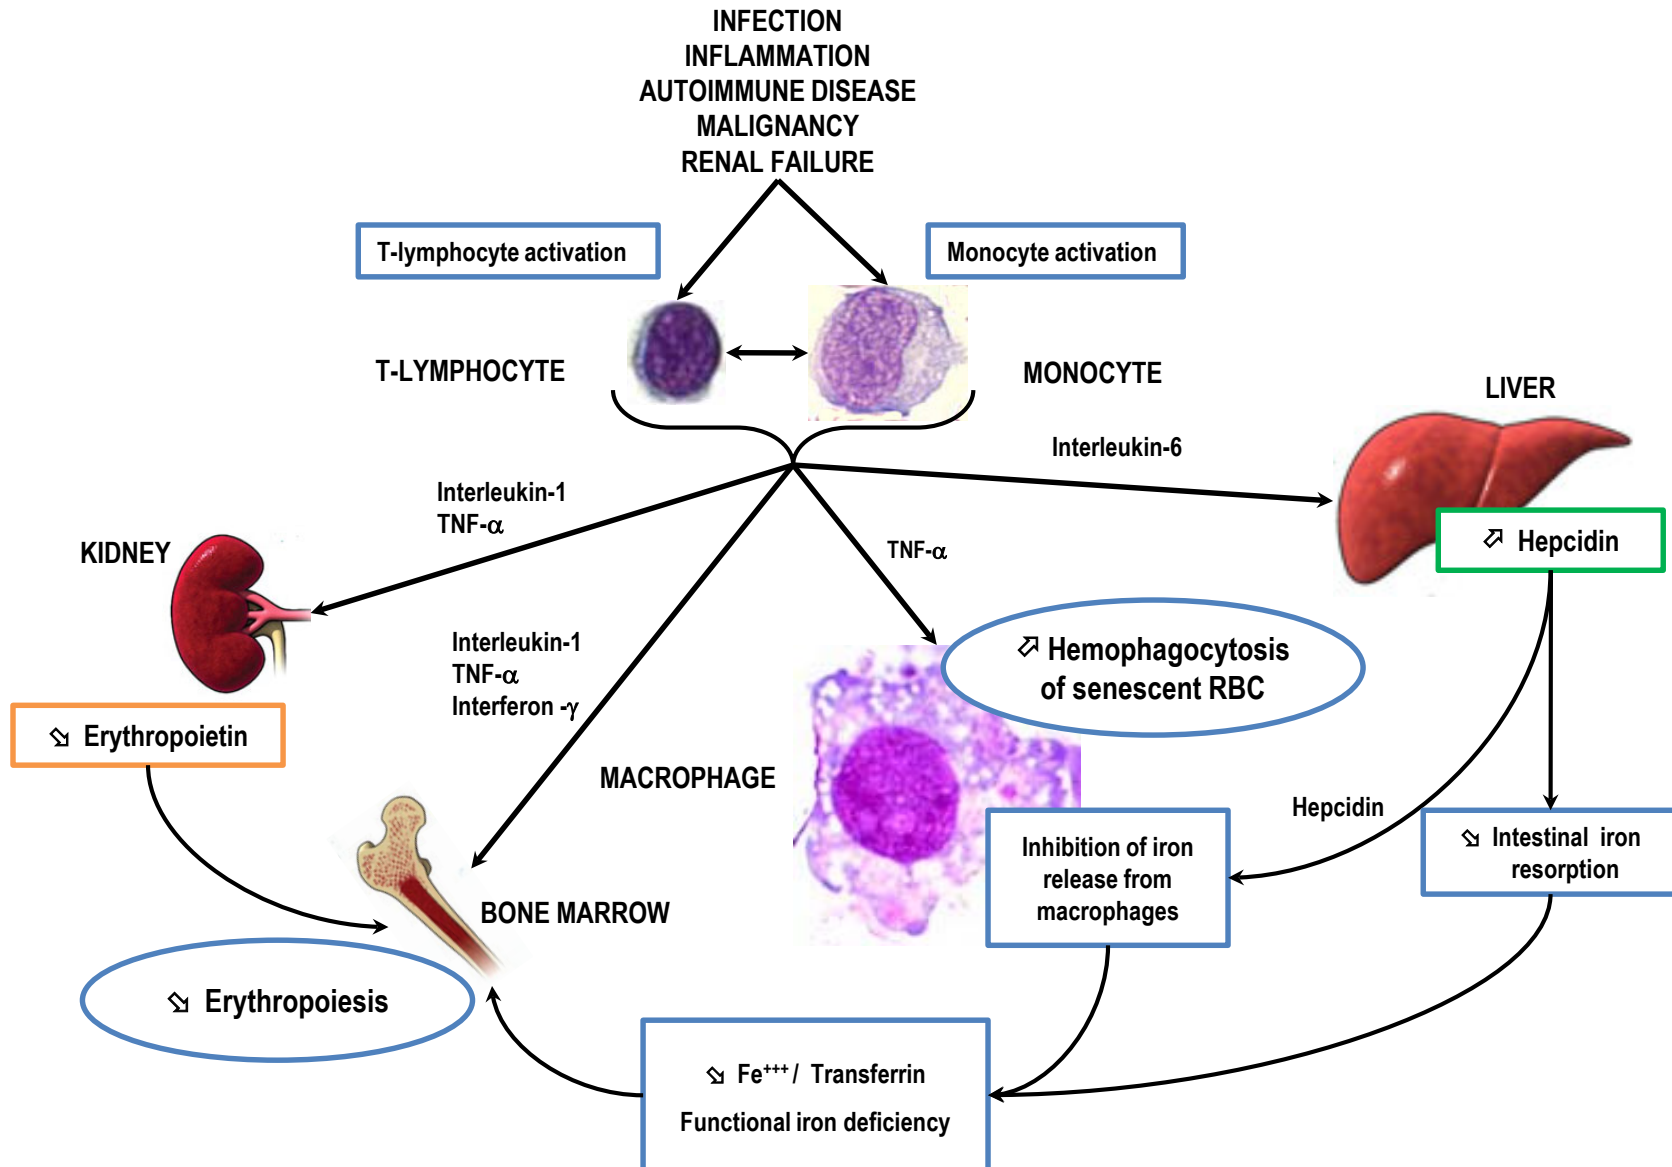 INFECTION
INFLAMMATION
AUTOIMMUNE DISEASE
MALIGNANCY
RENAL FAILURE
T-lymphocyte activation
Monocyte activation
T-LYMPHOCYTE
MONOCYTE
LIVER
Interleukin-6
Interleukin-1
TNF-α
KIDNEY
TNF-α
↗ Hepcidin
Interleukin-1
TNF-α
Interferon -γ
↗ Hemophagocytosis
of senescent RBC
↘ Erythropoietin
MACROPHAGE
Hepcidin
Inhibition of iron
release from
macrophages
↘ Intestinal iron
resorption
BONE MARROW
↘ Erythropoiesis
↘ Fe⁺⁺⁺ / Transferrin
Functional iron deficiency